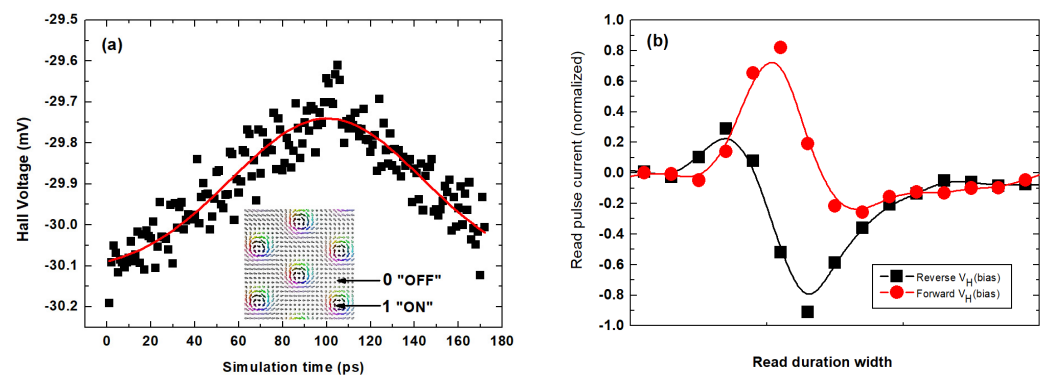 (a)
Hall Voltage (mV)
-29.5
-29.6
-29.7
-29.8
-29.9
-30.0
-30.1
-30.2
0 "OFF"
1 "ON"
0 20 40 60 80 100 120 140 160 180
Simulation time (ps)
(b)
Read pulse current (normalized)
1.0
0.8
0.6
0.4
0.2
0.0
-0.2
-0.4
-0.6
-0.8
-1.0
Reverse V_H(bias)
Forward V_H(bias)
Read duration width